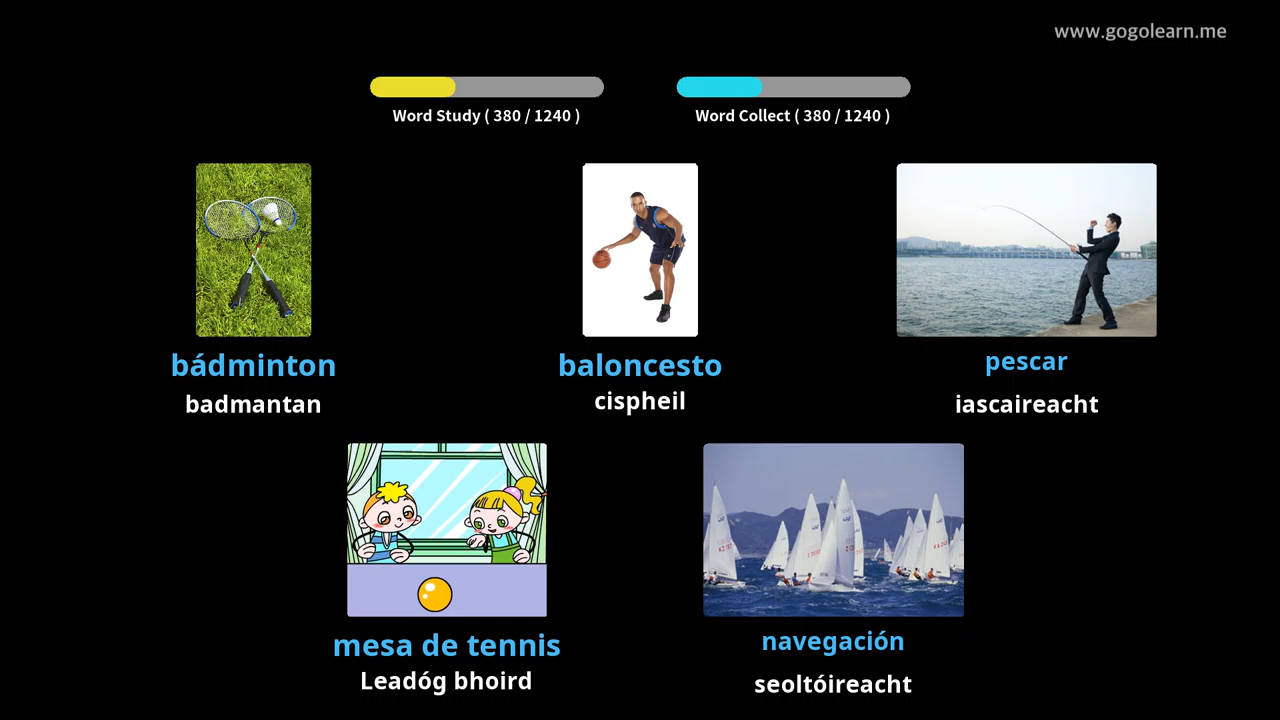 www.gogolearn.me
Word Study ( 380 / 1240 )
Word Collect ( 380 / 1240 )
bádminton
badmantan
baloncesto
cispheil
pescar
iascaireacht
mesa de tennis
Leadóg bhoird
navegación
seoltóireacht